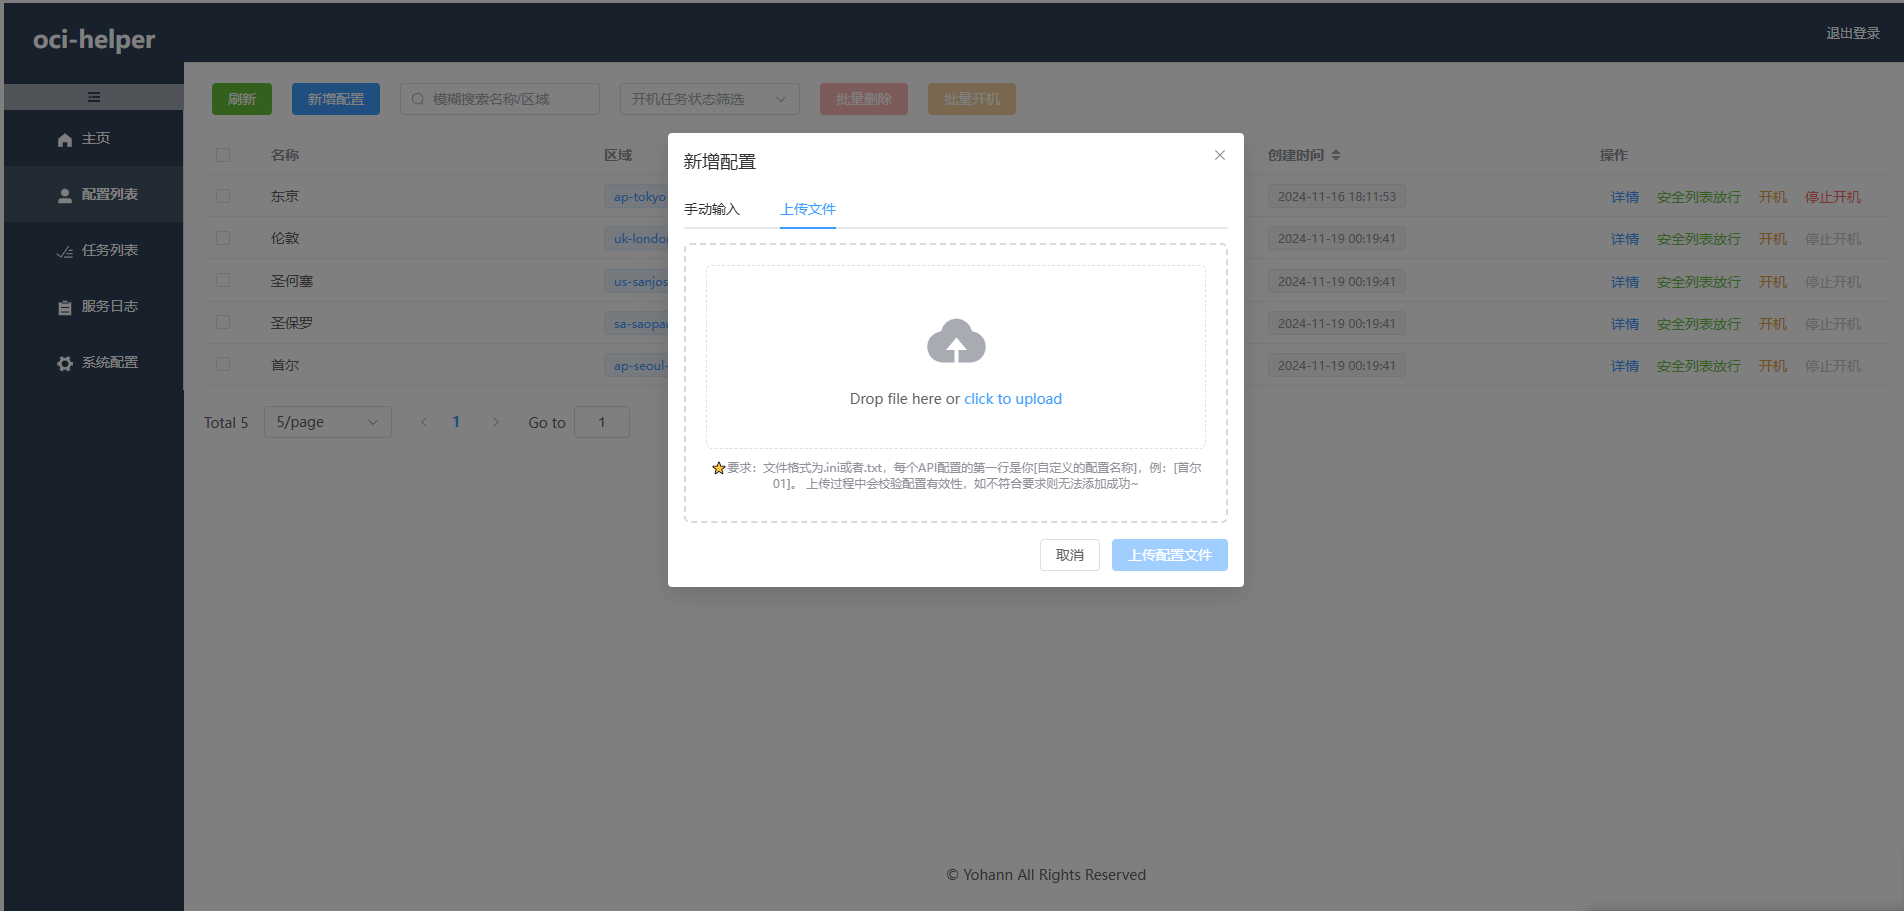 oci-helper
退出登录
主页
配置列表
任务列表
服务日志
系统配置
刷新 新增配置 模糊搜索名称/区域 开机任务状态筛选 批量删除 批量开机
名称 区域 创建时间 操作
东京 ap-tokyo- 2024-11-16 18:11:53 详情 安全列表放行 开机 停止开机
伦敦 uk-londo 2024-11-19 00:19:41 详情 安全列表放行 开机 停止开机
圣何塞 us-sanjos 2024-11-19 00:19:41 详情 安全列表放行 开机 停止开机
圣保罗 sa-saopa 2024-11-19 00:19:41 详情 安全列表放行 开机 停止开机
首尔 ap-seoul- 2024-11-19 00:19:41 详情 安全列表放行 开机 停止开机
Total 5 5/page 1 Go to 1
新增配置
手动输入 上传文件
Drop file here or click to upload
要求：文件格式为.ini或者.txt，每个API配置的第一行是你[自定义的配置名称]，例：[首尔
01]。 上传过程中会校验配置有效性，如不符合要求则无法添加成功~
取消 上传配置文件
© Yohann All Rights Reserved